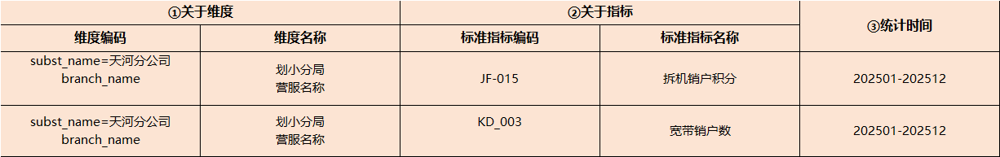 ①关于维度 ②关于指标 ③统计时间
维度编码 维度名称 标准指标编码 标准指标名称
subst_name=天河分公司
branch_name
划小分局
营服名称
JF-015
拆机销户积分
202501-202512
subst_name=天河分公司
branch_name
划小分局
营服名称
KD_003
宽带销户数
202501-202512